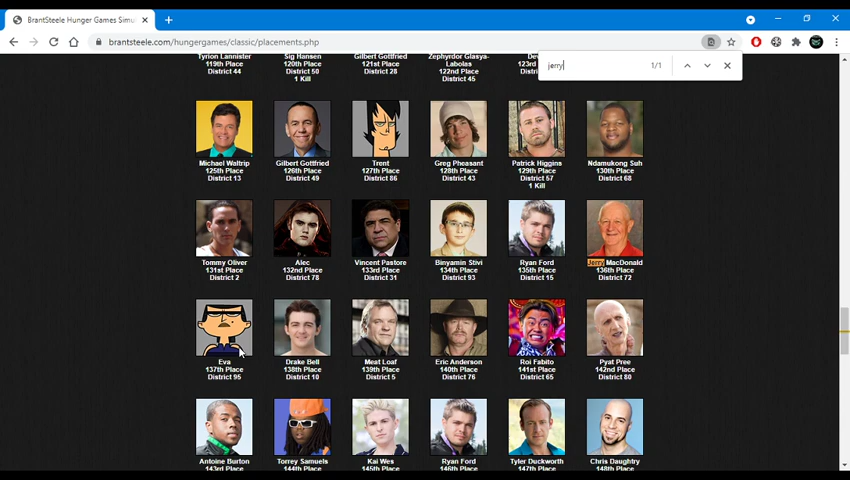 BrantSteele Hunger Games Simu
brantsteele.com/hungergames/classic/placements.php
jerry
1/1
Tyrion Lannister
119th Place
District 44
Sig Hansen
120th Place
District 50
1 Kill
Gilbert Gottfried
121st Place
District 28
Zephyrdor Glasya-
Labolas
122nd Place
District 45
123rd
Michael Waltrip
125th Place
District 13
Gilbert Gottfried
126th Place
District 49
Trent
127th Place
District 86
Greg Pheasant
128th Place
District 43
Patrick Higgins
129th Place
District 57
1 Kill
Ndamukong Suh
130th Place
District 68
Tommy Oliver
131st Place
District 2
Alec
132nd Place
District 78
Vincent Pastore
133rd Place
District 31
Binyamin Stivi
134th Place
District 93
Ryan Ford
135th Place
District 15
Jerry MacDonald
136th Place
District 72
Eva
137th Place
District 95
Drake Bell
138th Place
District 10
Meat Loaf
139th Place
District 5
Eric Anderson
140th Place
District 76
Roi Fabito
141st Place
District 65
Pyat Pree
142nd Place
District 80
Antoine Burton
143rd Place
Torrey Samuels
144th Place
Kai Wes
145th Place
Ryan Ford
146th Place
Tyler Duckworth
147th Place
Chris Daughtry
148th Place